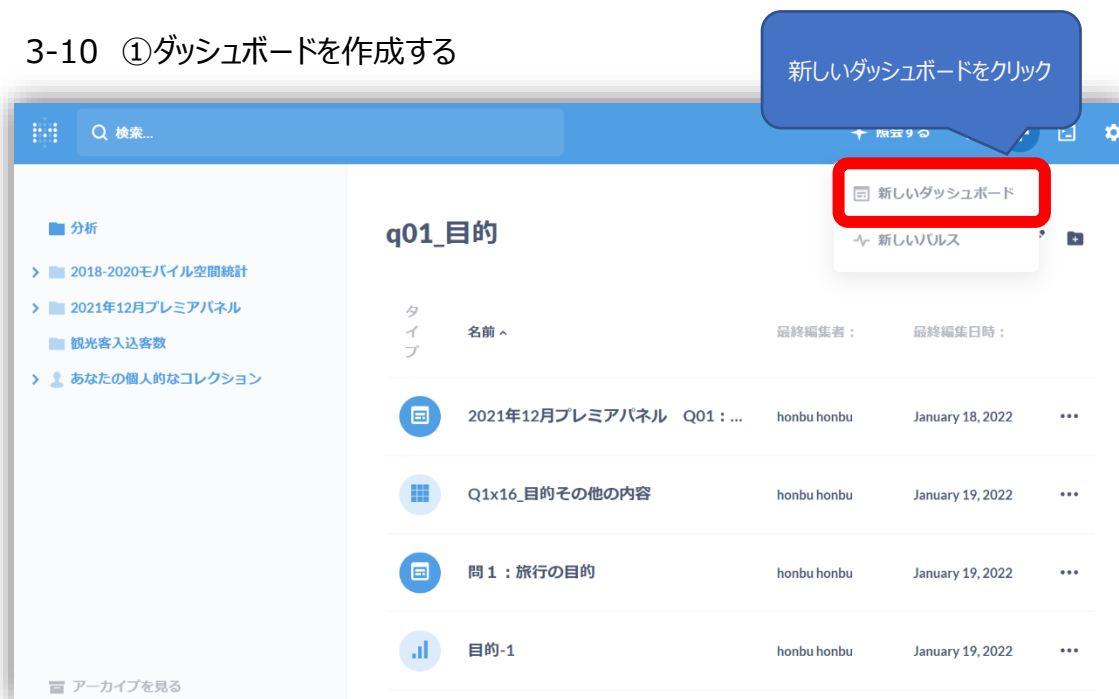 3-10 ①ダッシュボードを作成する
新しいダッシュボードをクリック
検索...
照会する
新しいダッシュボード
新しいパルス
分析
2018-2020モバイル空間統計
2021年12月プレミアパネル
観光客入込客数
あなたの個人的なコレクション
アーカイブを見る
q01_目的
タイプ 名前 最終編集者： 最終編集日時：
2021年12月プレミアパネル Q01：... honbu honbu January 18, 2022
Q1x16_目的その他の内容 honbu honbu January 19, 2022
問１：旅行の目的 honbu honbu January 19, 2022
目的-1 honbu honbu January 19, 2022